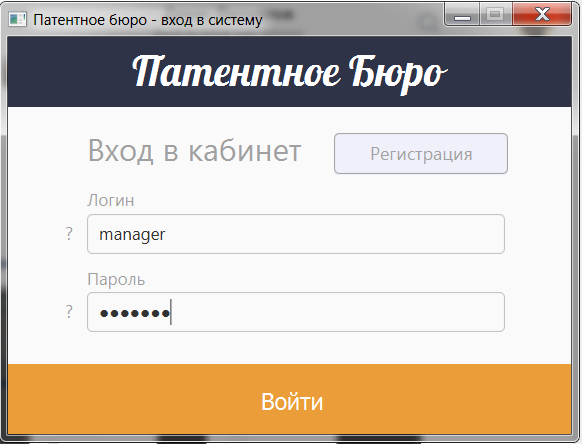 Патентное бюро - вход в систему
Патентное Бюро
Вход в кабинет
Регистрация
Логин
? manager
Пароль
? •••••••
Войти